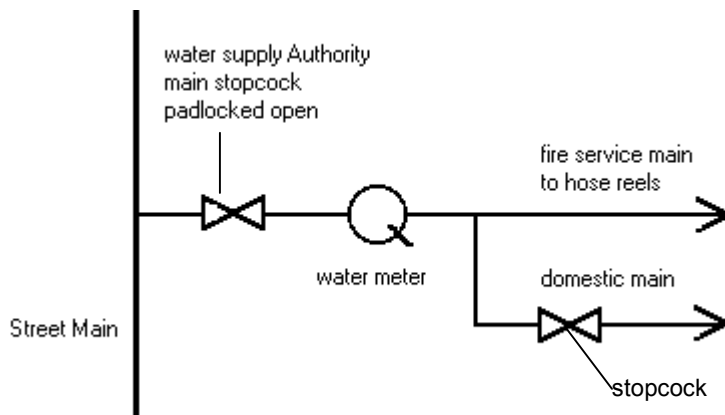 water supply Authority
main stopcock
padlocked open
fire service main
to hose reels
water meter
domestic main
Street Main
stopcock